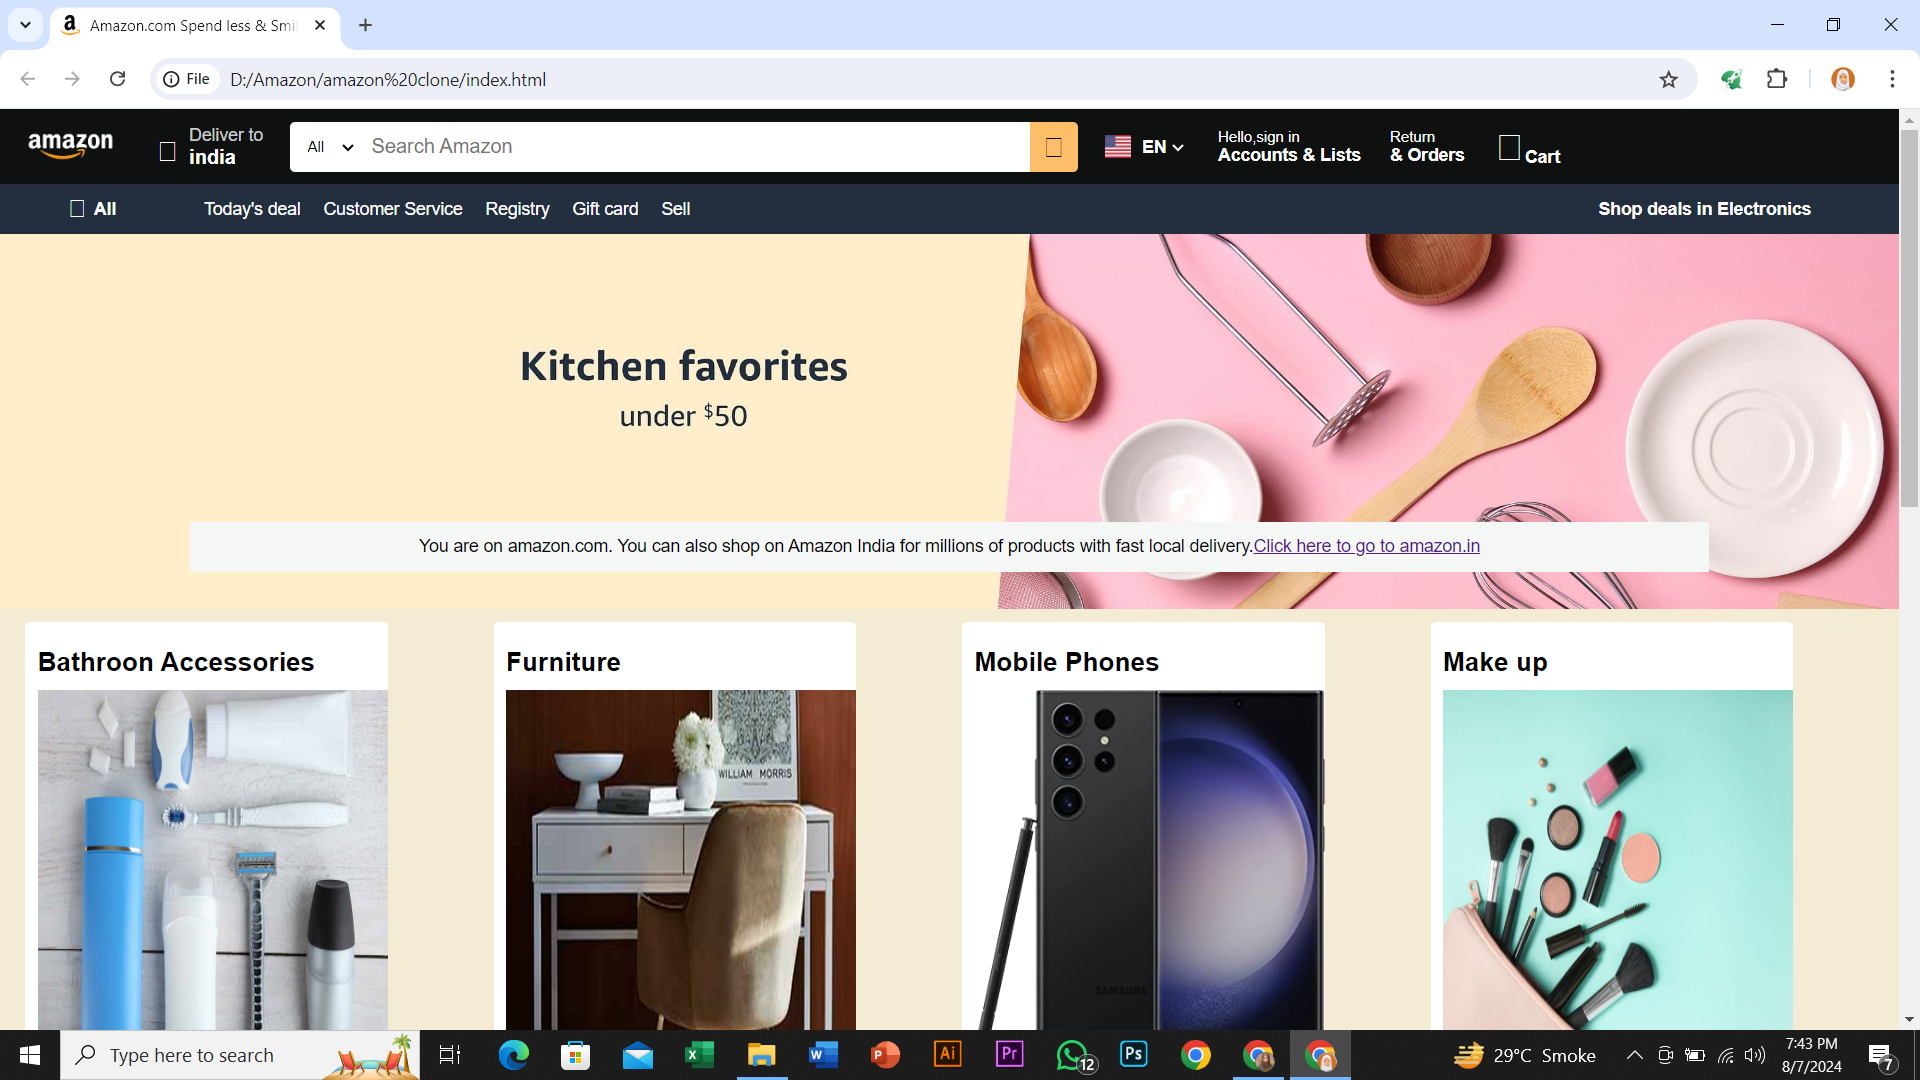 Amazon.com Spend less & Smil
File
D:/Amazon/amazon%20clone/index.html
amazon
Deliver to
india
All
Search Amazon
EN
Hello,sign in
Accounts & Lists
Return
& Orders
Cart
All
Today's deal
Customer Service
Registry
Gift card
Sell
Shop deals in Electronics
Kitchen favorites
under $50
You are on amazon.com. You can also shop on Amazon India for millions of products with fast local delivery.Click here to go to amazon.in
Bathroon Accessories
Furniture
Mobile Phones
Make up
WILLIAM MORRIS
SAMSUNG
Type here to search
12
29°C Smoke
7:43 PM
8/7/2024
7